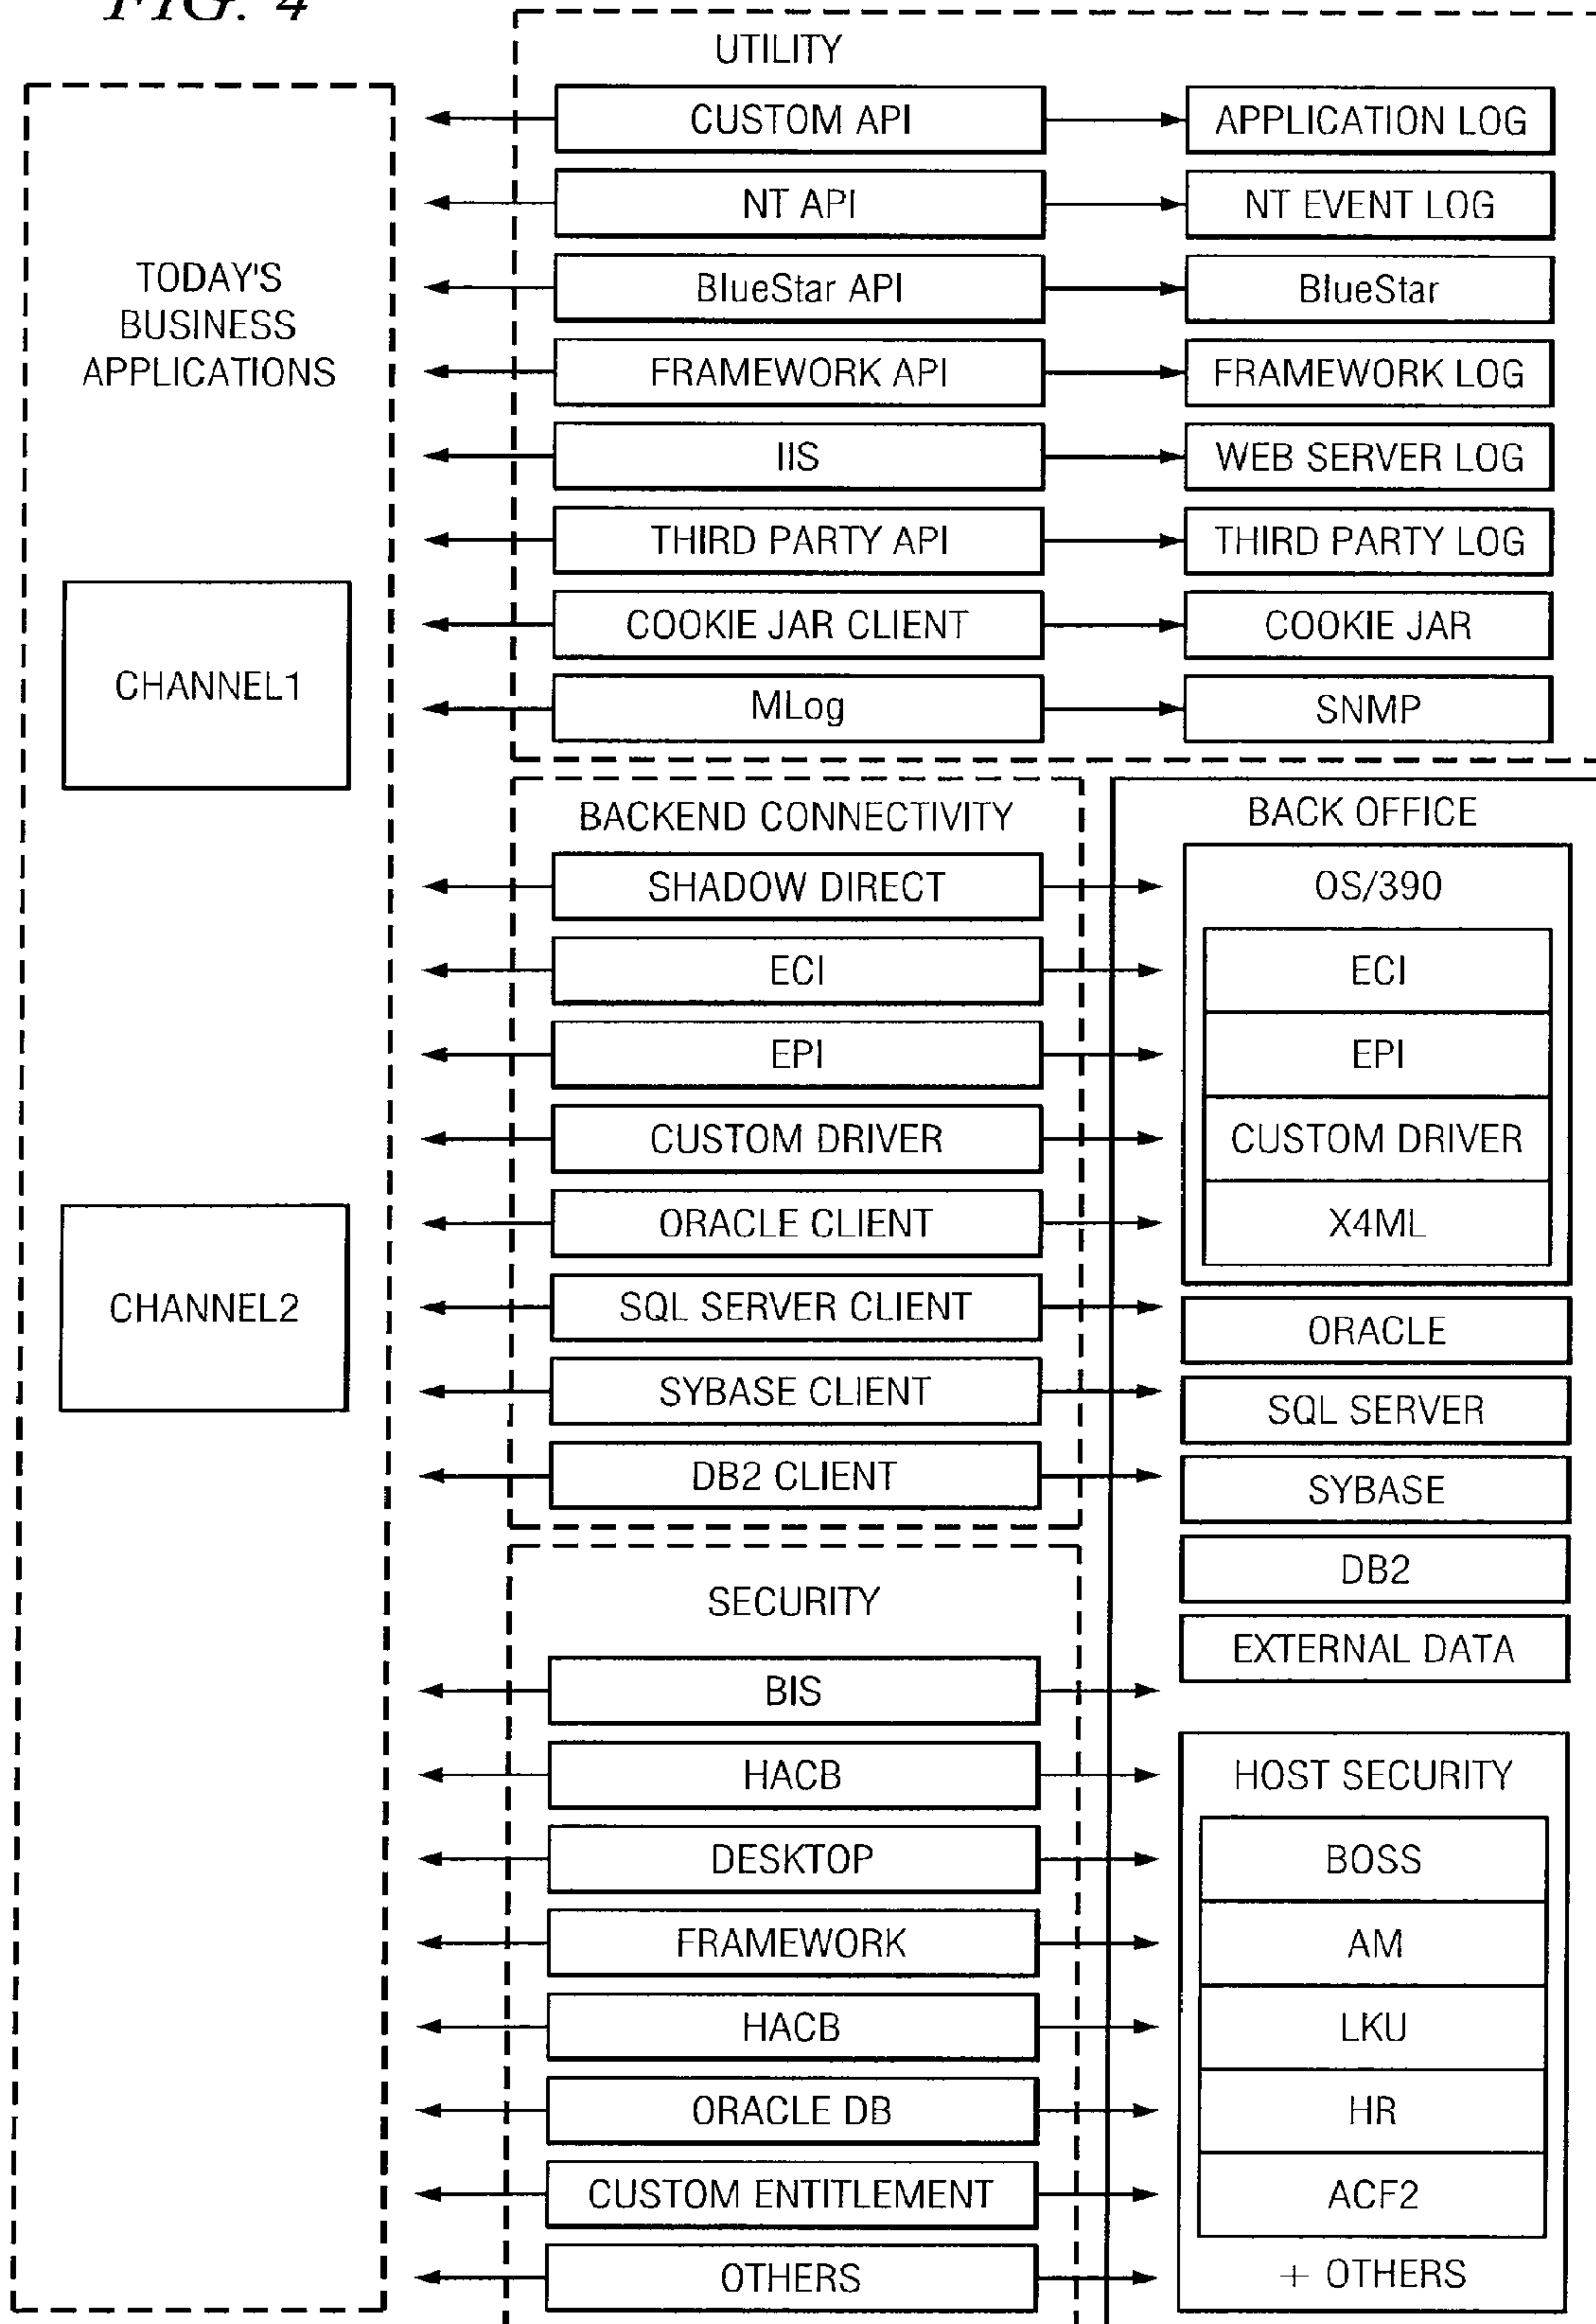 FIG. 4
TODAY'S
BUSINESS
APPLICATIONS
CHANNEL1
CHANNEL2
UTILITY
CUSTOM API
APPLICATION LOG
NT API
NT EVENT LOG
BlueStar API
BlueStar
FRAMEWORK API
FRAMEWORK LOG
IIS
WEB SERVER LOG
THIRD PARTY API
THIRD PARTY LOG
COOKIE JAR CLIENT
COOKIE JAR
MLog
SNMP
BACKEND CONNECTIVITY
SHADOW DIRECT
ECI
EPI
CUSTOM DRIVER
ORACLE CLIENT
SQL SERVER CLIENT
SYBASE CLIENT
DB2 CLIENT
SECURITY
BIS
HACB
DESKTOP
FRAMEWORK
HACB
ORACLE DB
CUSTOM ENTITLEMENT
OTHERS
BACK OFFICE
OS/390
ECI
EPI
CUSTOM DRIVER
X4ML
ORACLE
SQL SERVER
SYBASE
DB2
EXTERNAL DATA
HOST SECURITY
BOSS
AM
LKU
HR
ACF2
+ OTHERS